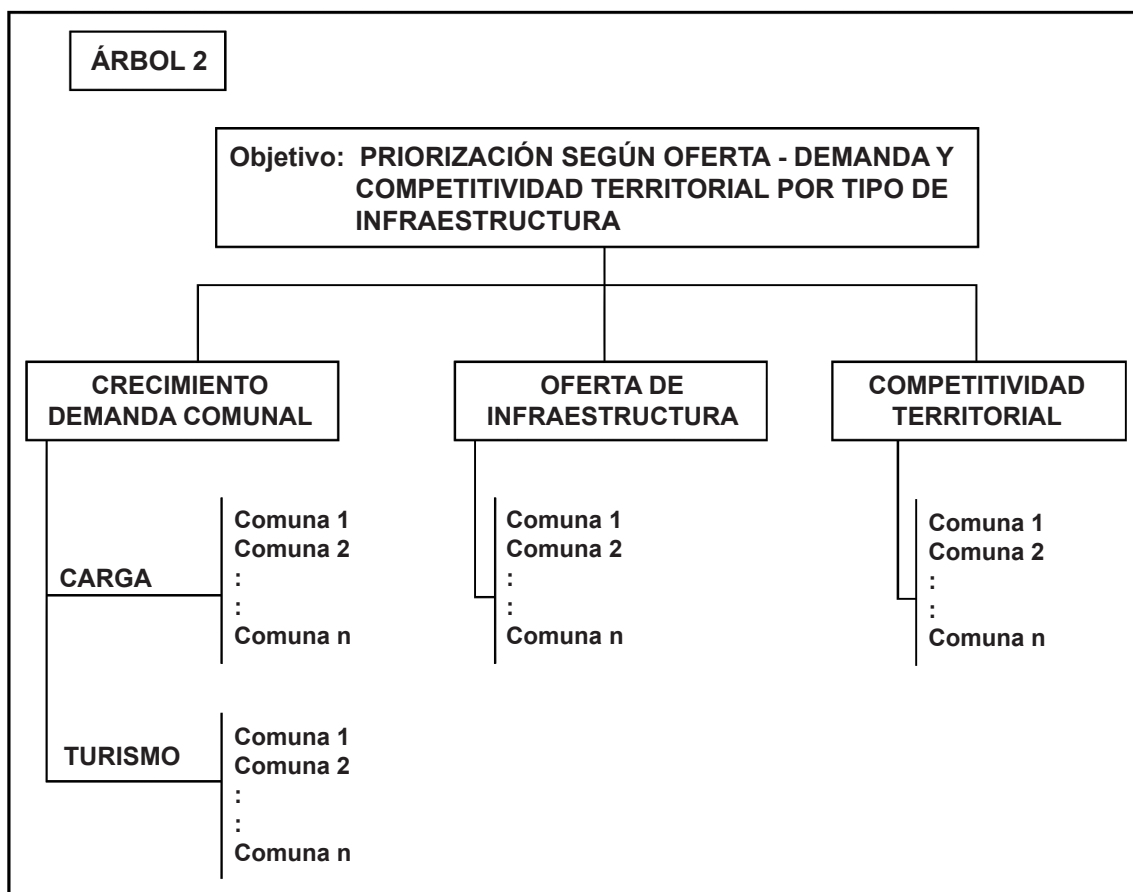 ÁRBOL 2
Objetivo: PRIORIZACIÓN SEGÚN OFERTA - DEMANDA Y
COMPETITIVIDAD TERRITORIAL POR TIPO DE
INFRAESTRUCTURA
CRECIMIENTO
DEMANDA COMUNAL
OFERTA DE
INFRAESTRUCTURA
COMPETITIVIDAD
TERRITORIAL
CARGA
Comuna 1
Comuna 2
:
:
Comuna n
Comuna 1
Comuna 2
:
:
Comuna n
Comuna 1
Comuna 2
:
:
Comuna n
TURISMO
Comuna 1
Comuna 2
:
:
Comuna n